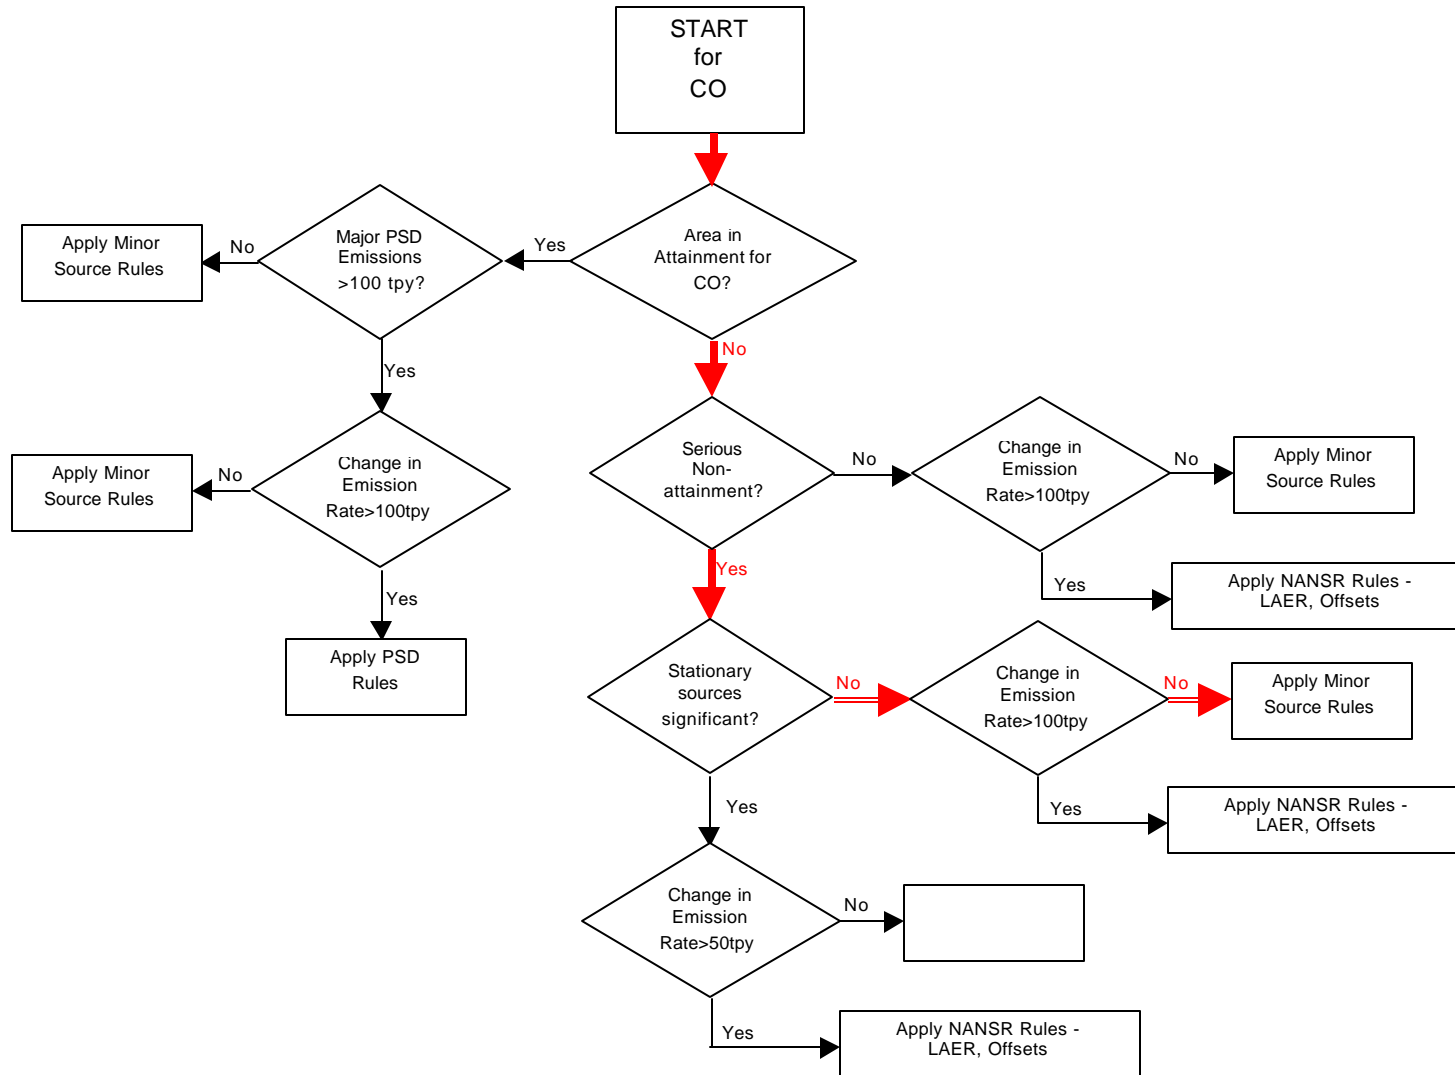 START
for
CO
Area in
Attainment for
CO?
Yes
Major PSD
Emissions
>100 tpy?
No
Apply Minor
Source Rules
Yes
Change in
Emission
Rate>100tpy
No
Apply Minor
Source Rules
Yes
Apply PSD
Rules
No
Serious
Non-
attainment?
No
Change in
Emission
Rate>100tpy
No
Apply Minor
Source Rules
Yes
Apply NANSR Rules -
LAER, Offsets
Yes
Stationary
sources
significant?
No
Change in
Emission
Rate>100tpy
No
Apply Minor
Source Rules
Yes
Apply NANSR Rules -
LAER, Offsets
Yes
Change in
Emission
Rate>50tpy
No
Yes
Apply NANSR Rules -
LAER, Offsets